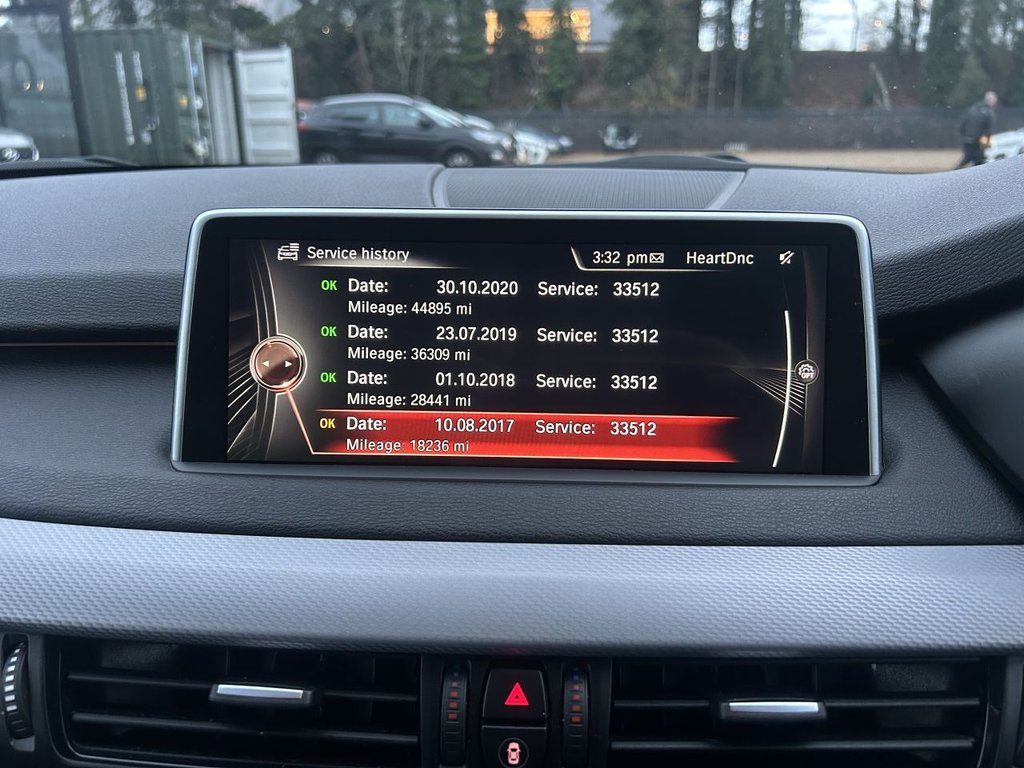 Service history 3:32 pm HeartDnc
OK Date: 30.10.2020 Service: 33512
Mileage: 44895 mi
OK Date: 23.07.2019 Service: 33512
Mileage: 36309 mi
OK Date: 01.10.2018 Service: 33512
Mileage: 28441 mi
OK Date: 10.08.2017 Service: 33512
Mileage: 18236 mi
OPT